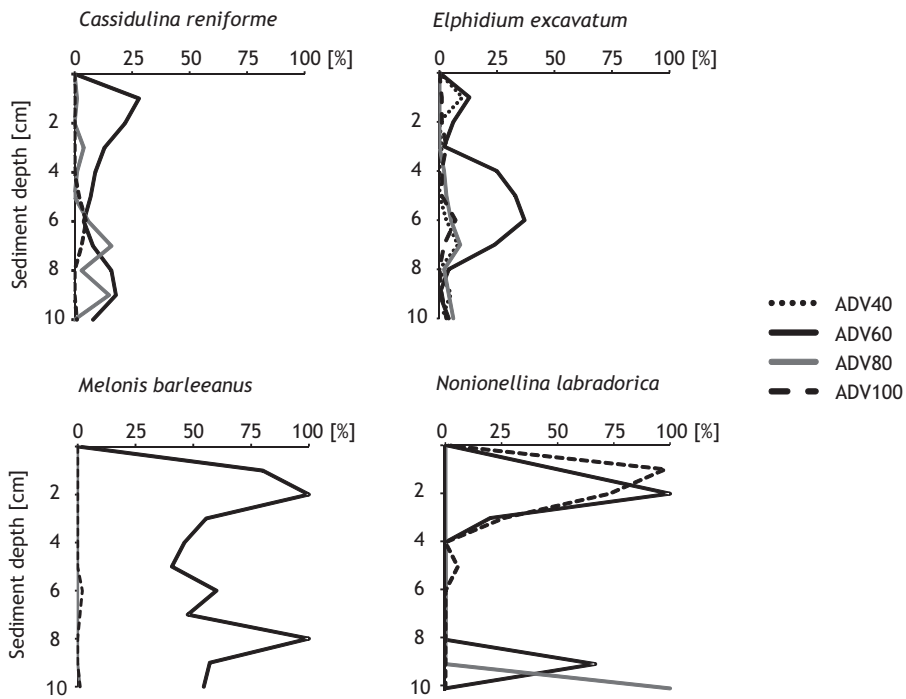 Cassidulina reniforme
0 25 50 75 100 [%]
Sediment depth [cm]
2
4
6
8
10
Elphidium excavatum
0 25 50 75 100 [%]
2
4
6
8
10
ADV40
ADV60
ADV80
ADV100
Melonis barleeanus
0 25 50 75 100 [%]
Sediment depth [cm]
2
4
6
8
10
Nonionellina labradorica
0 25 50 75 100 [%]
2
4
6
8
10